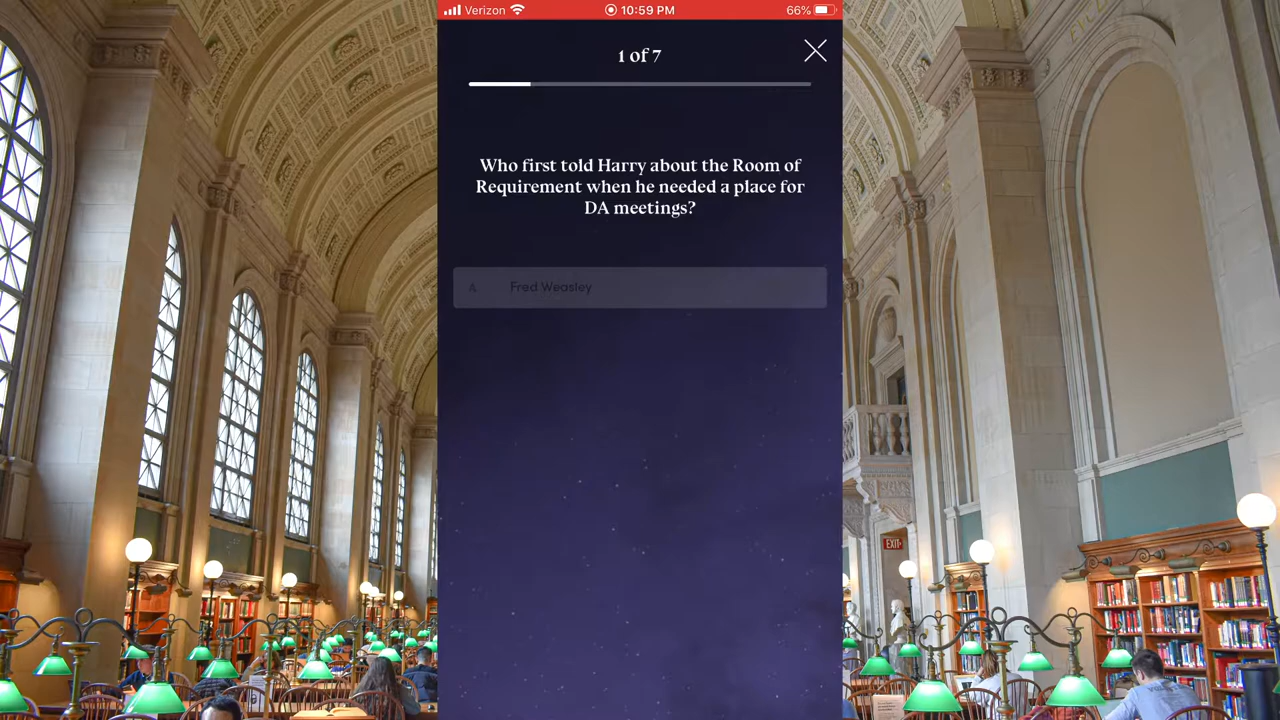 Verizon 10:59 PM 66%
1 of 7
Who first told Harry about the Room of
Requirement when he needed a place for
DA meetings?
A Fred Weasley
EXIT